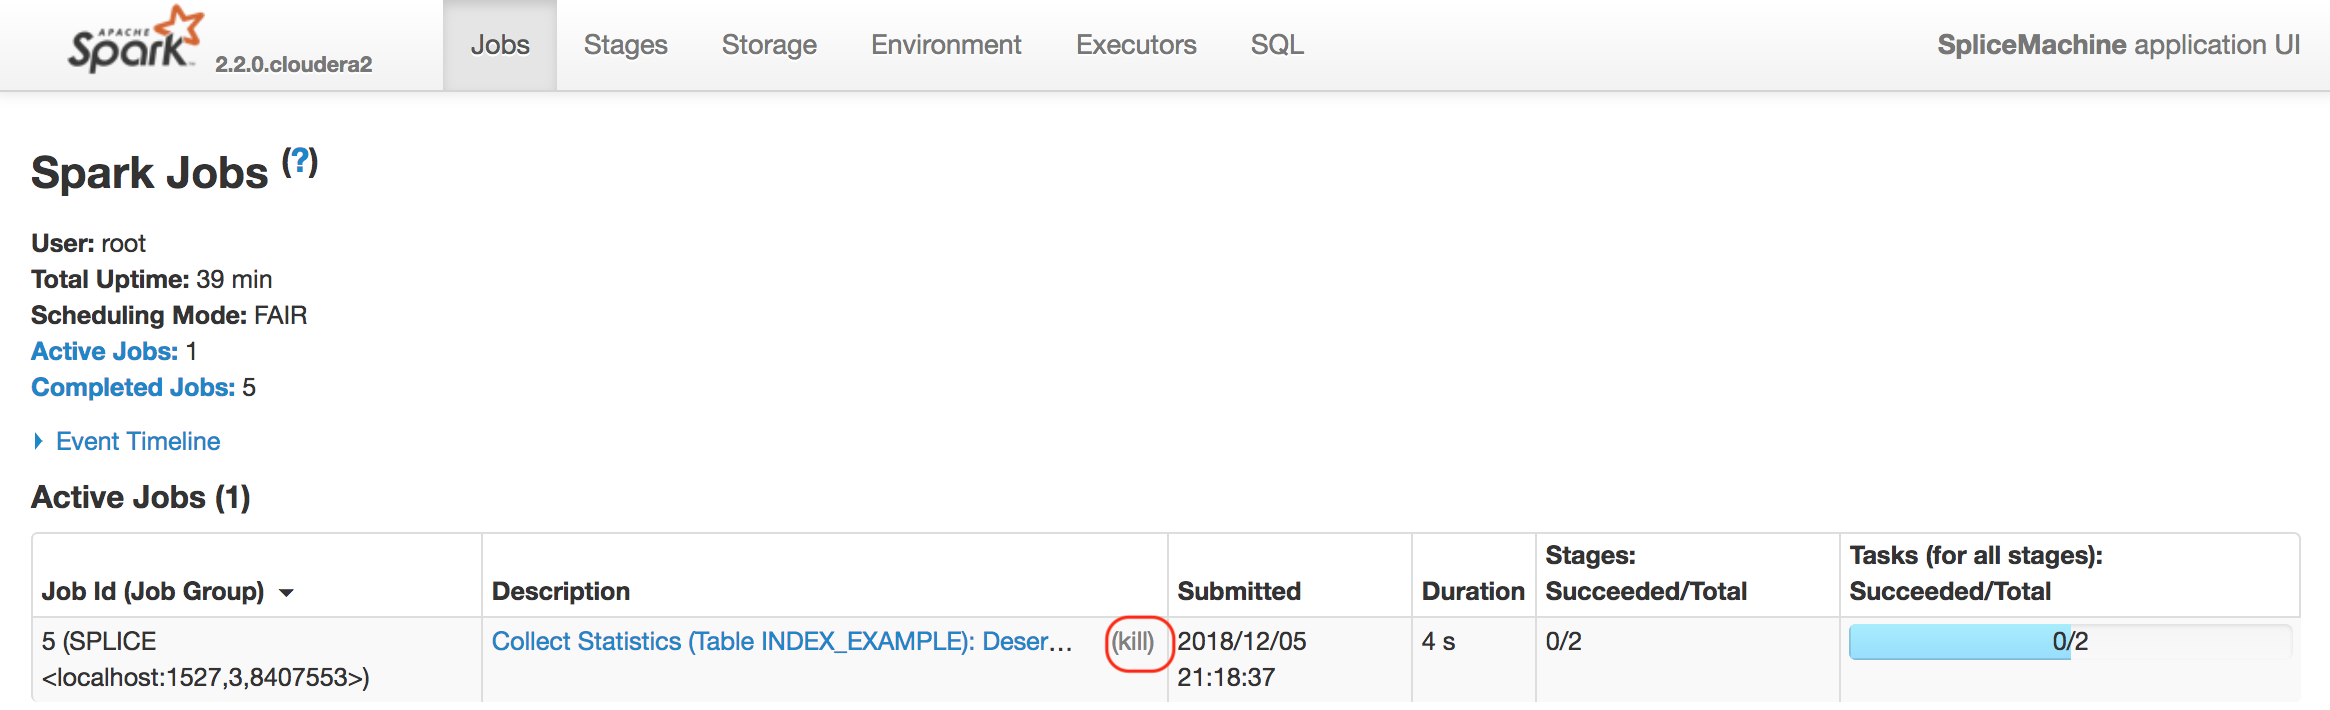 APACHE
Spark 2.2.0.cloudera2 Jobs Stages Storage Environment Executors SQL SpliceMachine application UI
Spark Jobs (?)
User: root
Total Uptime: 39 min
Scheduling Mode: FAIR
Active Jobs: 1
Completed Jobs: 5
Event Timeline
Active Jobs (1)
Job Id (Job Group) Description Submitted Duration Stages: Succeeded/Total Tasks (for all stages): Succeeded/Total
5 (SPLICE <localhost:1527,3,8407553>) Collect Statistics (Table INDEX_EXAMPLE): Deser... (kill) 2018/12/05 21:18:37 4 s 0/2 0/2